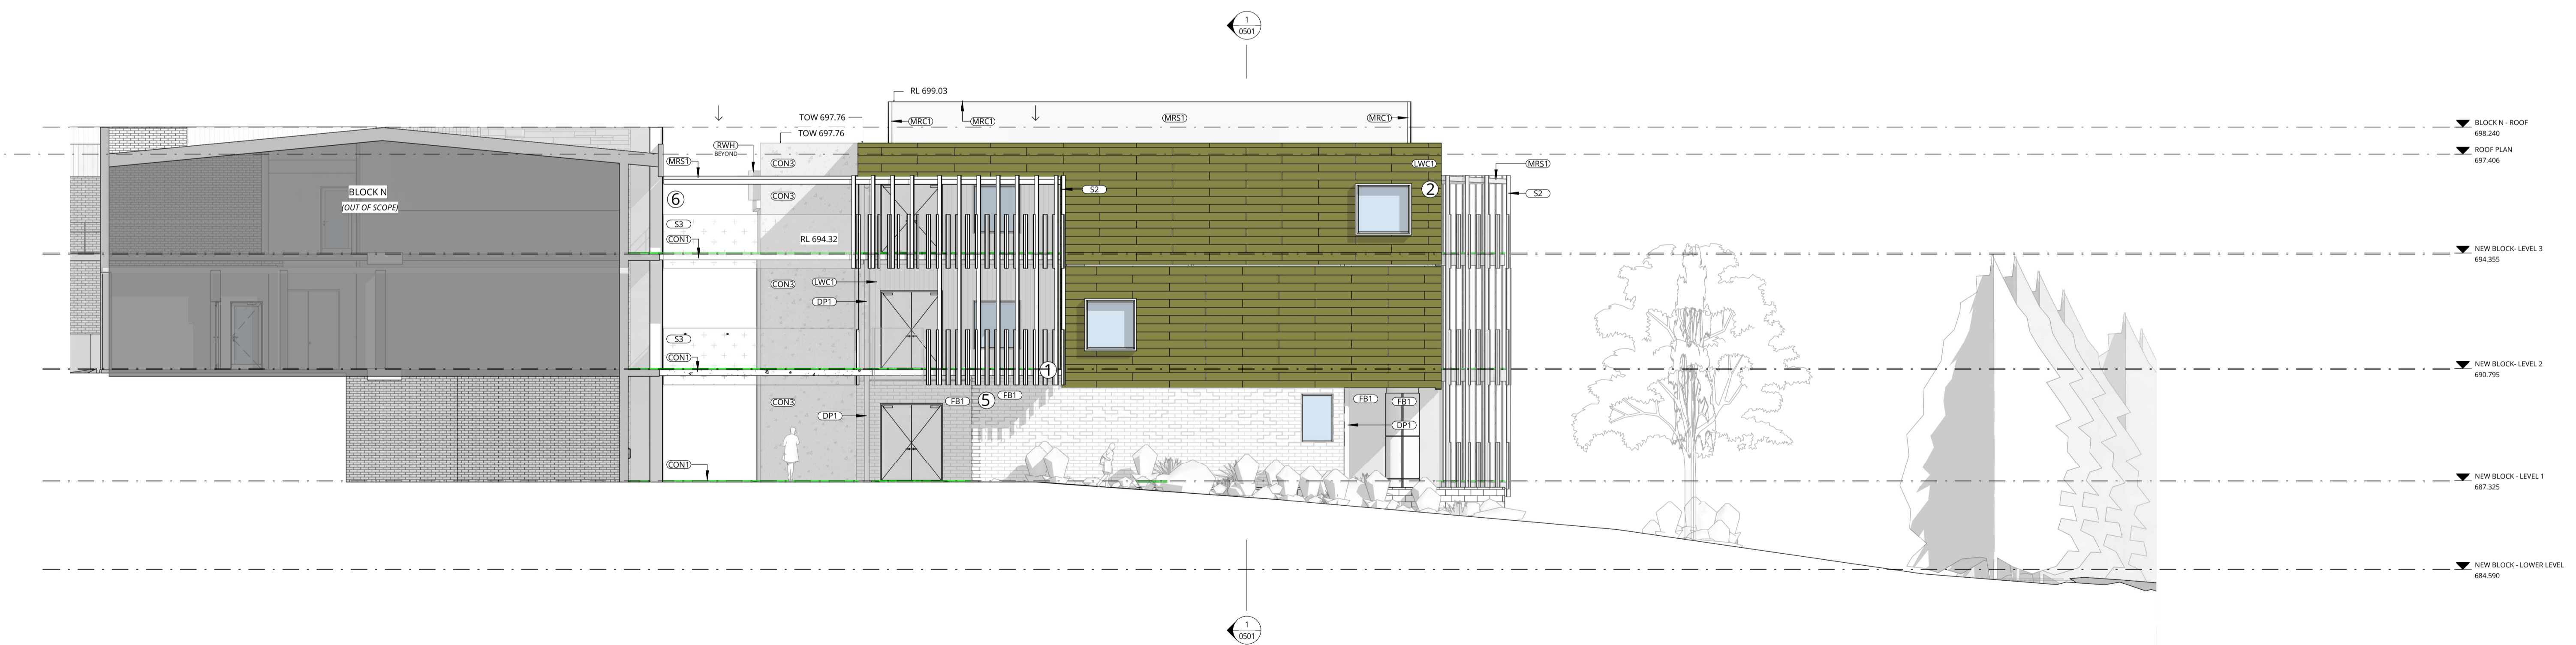 1
0501
RL 699.03
TOW 697.76
TOW 697.76
MRC1
MRC1
MRS1
MRC1
BLOCK N - ROOF
698.240
ROOF PLAN
697.406
RWH
BEYOND
MRS1
CON3
LWC1
MRS1
BLOCK N
(OUT OF SCOPE)
6
CON3
S2
2
S2
S3
CON1
RL 694.32
NEW BLOCK- LEVEL 3
694.355
CON3
LWC1
DP1
S3
CON1
1
NEW BLOCK- LEVEL 2
690.795
CON3
FB1
5
FB1
FB1
FB1
DP1
DP1
CON1
NEW BLOCK - LEVEL 1
687.325
NEW BLOCK - LOWER LEVEL
684.590
1
0501